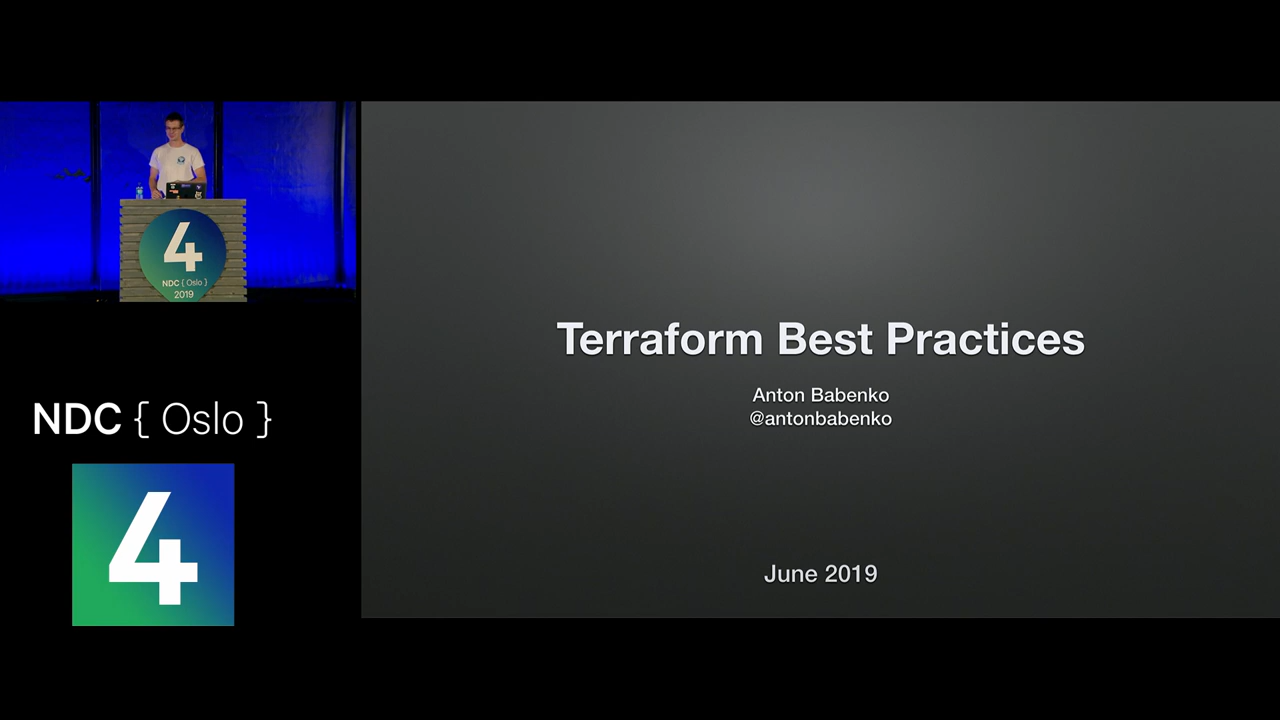 4
NDC { Oslo }
2019
NDC { Oslo }
4
Terraform Best Practices
Anton Babenko
@antonbabenko
June 2019